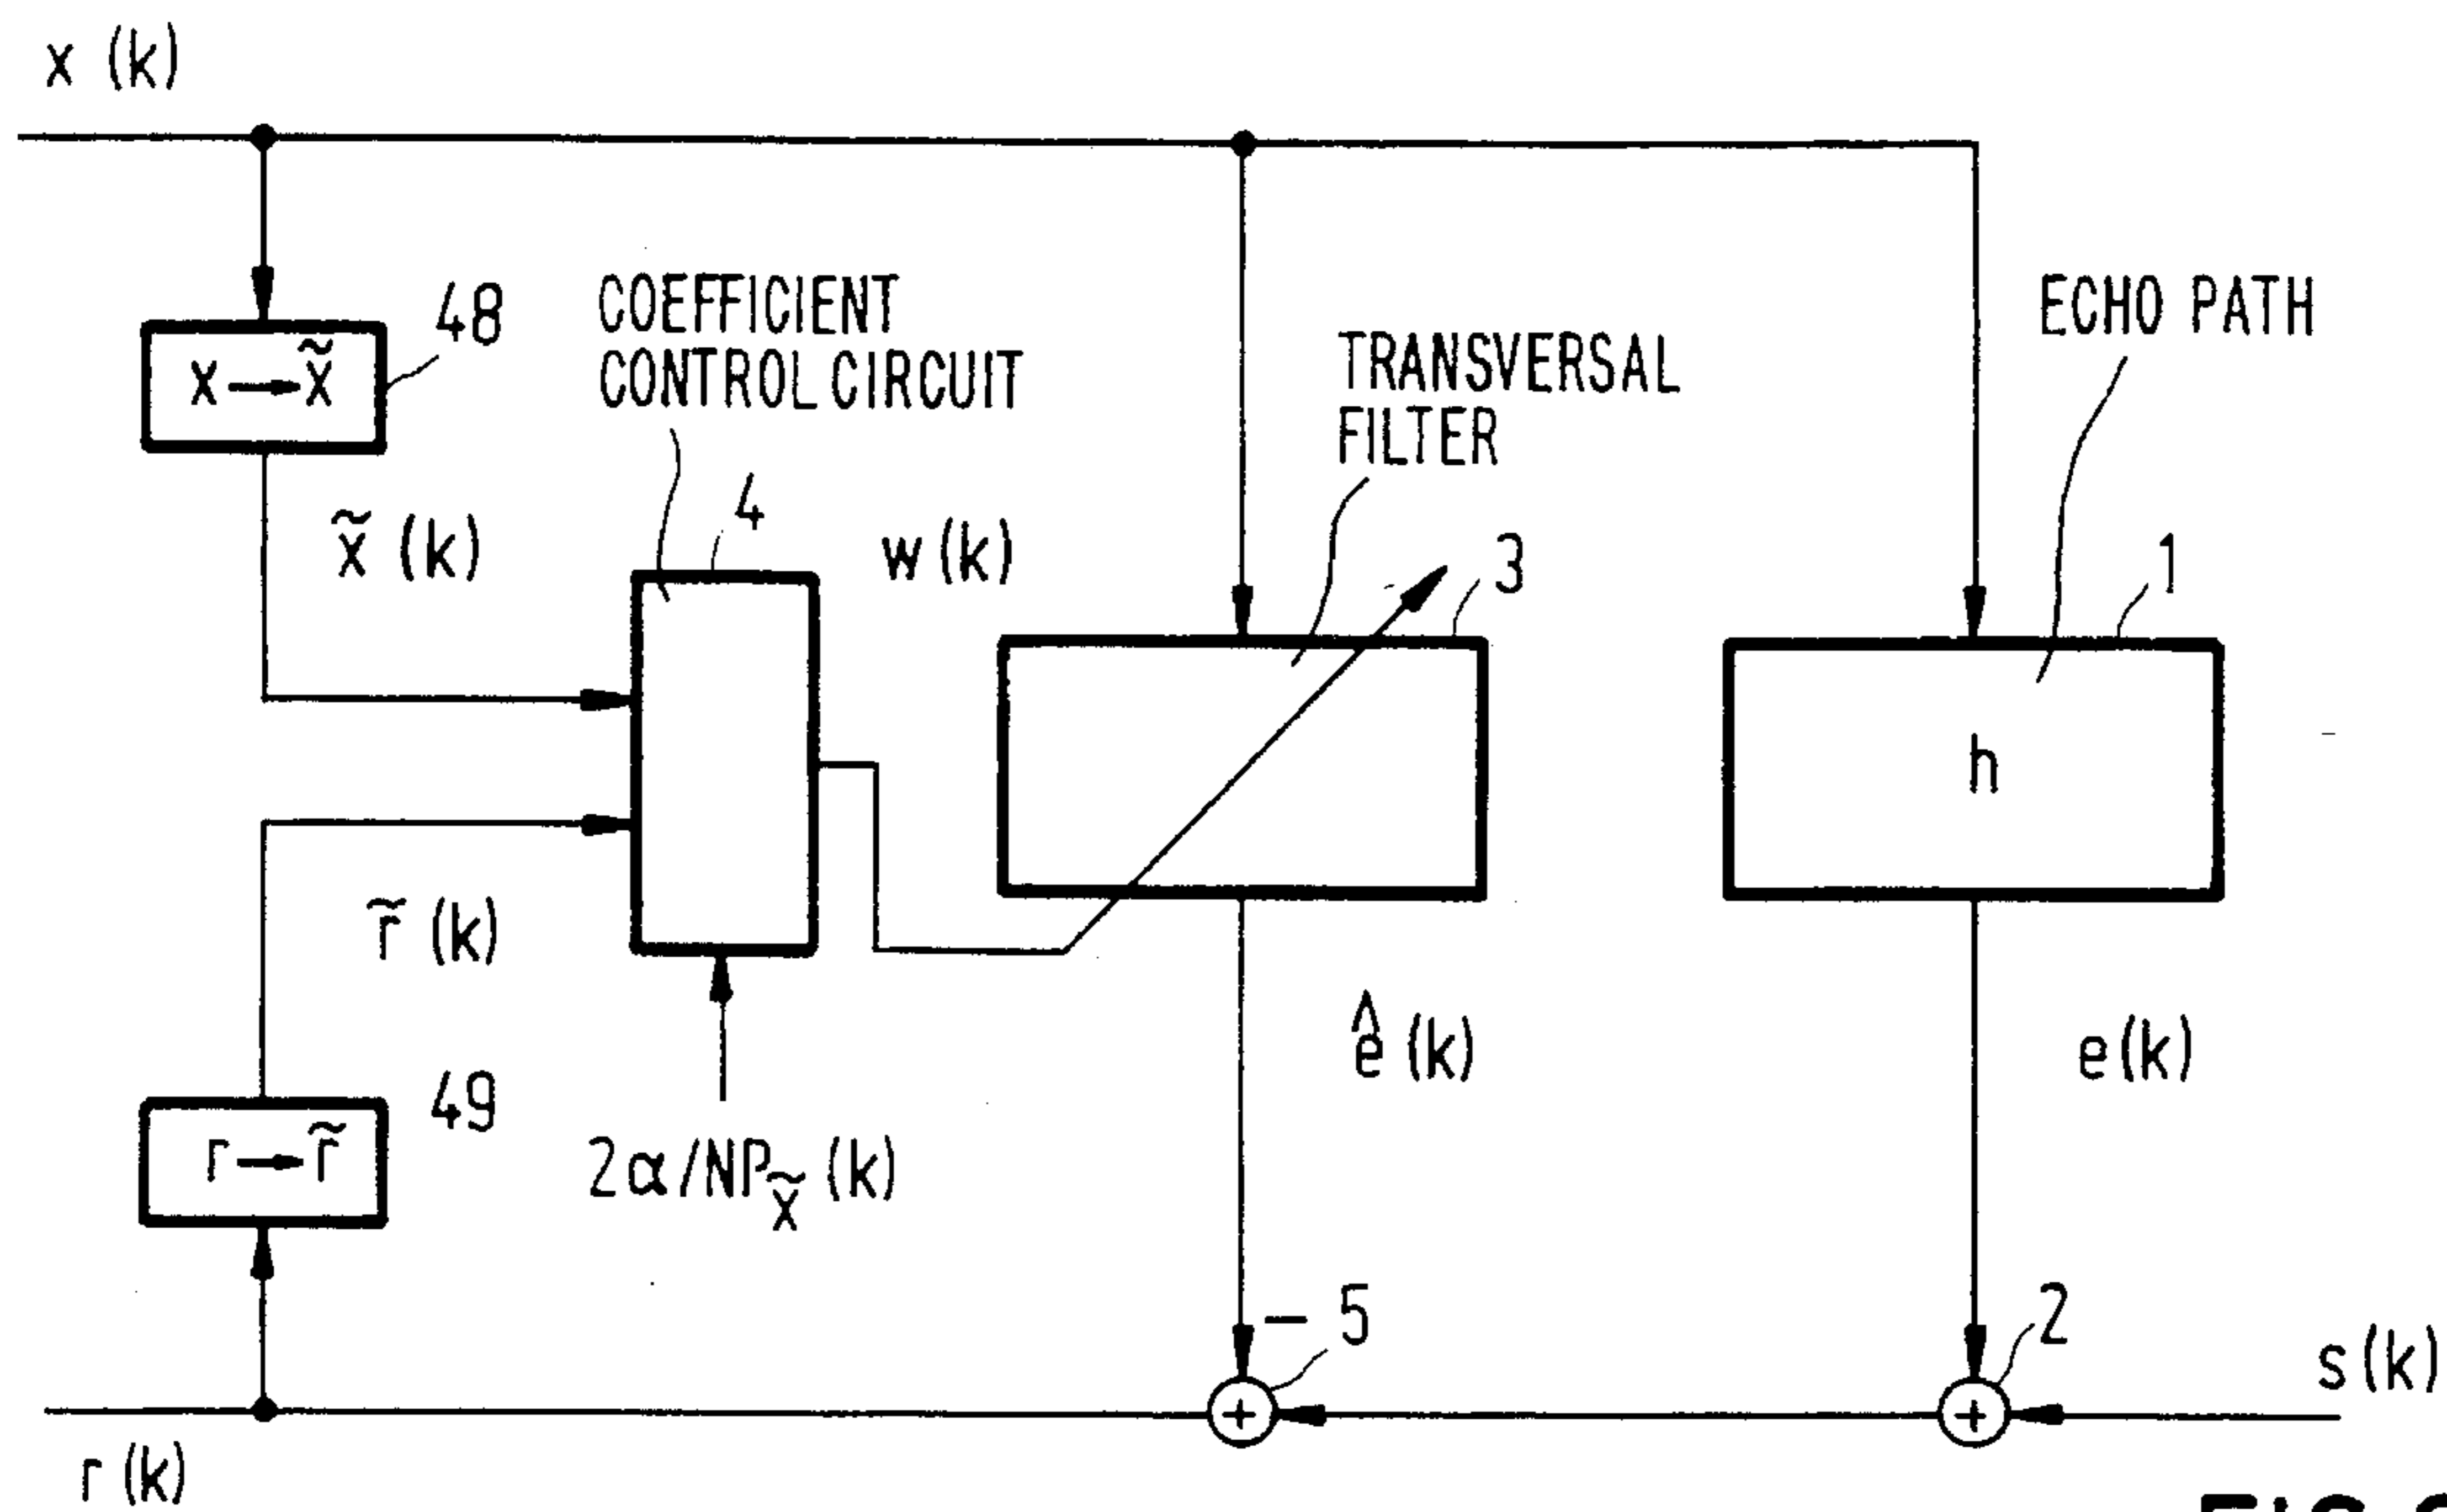 x (k)
48
x → x̃
COEFFICIENT
CONTROL CIRCUIT
TRANSVERSAL
FILTER
ECHO PATH
x̃ (k)
4
w (k)
3
1
h
r̃ (k)
ê (k)
e (k)
49
r → r̃
2α/NPx̃ (k)
− 5
2
+
+
s (k)
r (k)